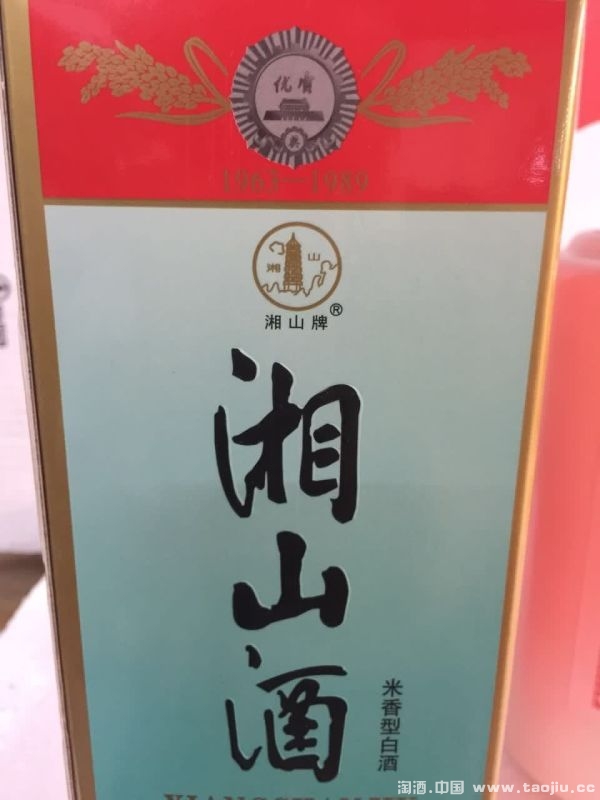 优质
奖
1963—1989
湘山
湘山牌®
湘山酒
米香型白酒
淘酒.中国 www.taojiu.cc